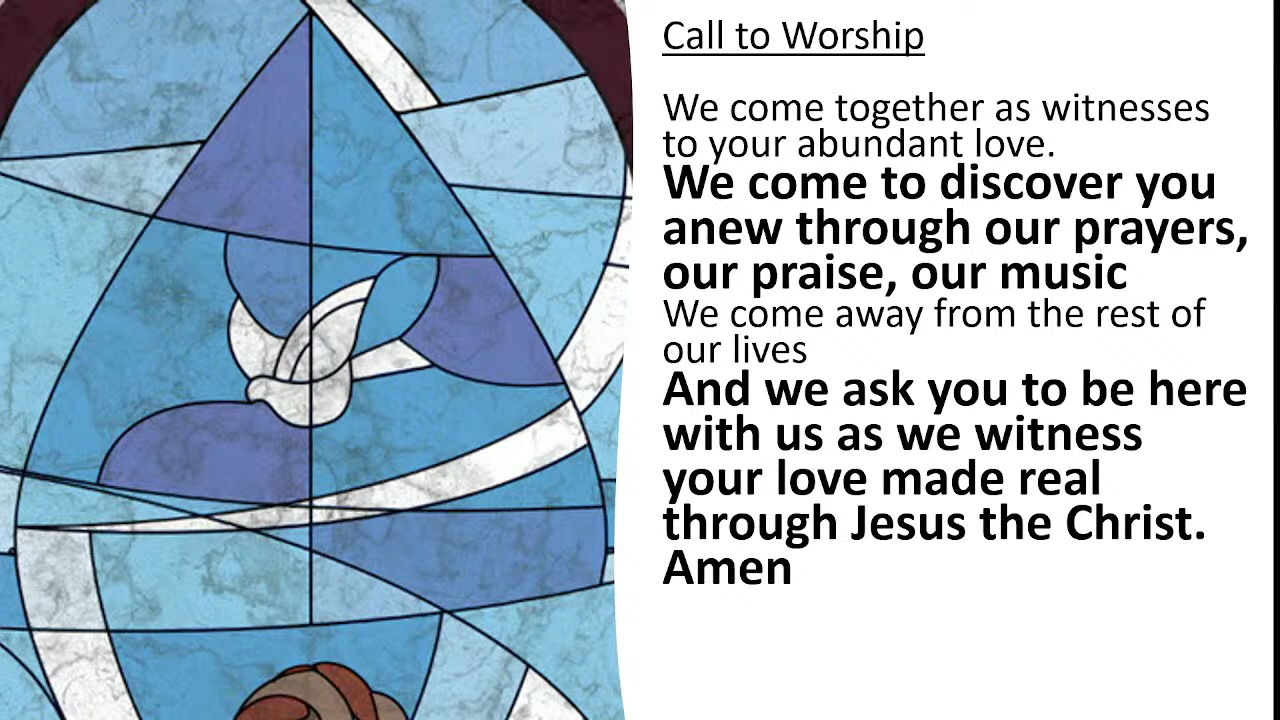 Call to Worship
We come together as witnesses
to your abundant love.
We come to discover you
anew through our prayers,
our praise, our music
We come away from the rest of
our lives
And we ask you to be here
with us as we witness
your love made real
through Jesus the Christ.
Amen